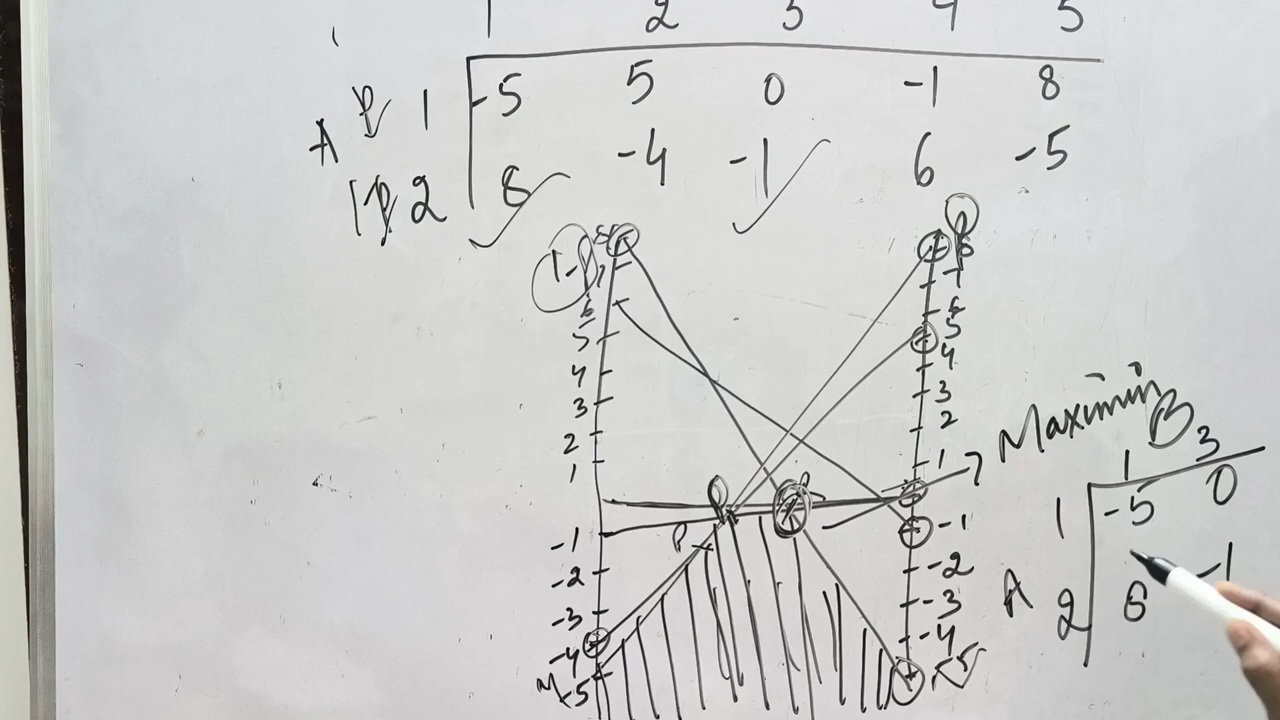 1 2 3 4 5
P 1 -5 5 0 -1 8
A
1-P 2 8 -4 -1 6 -5
1-P 8 P 8
7 7
6 6
5 5
4 4
3 3
2 2
1 1
Maximin
-1 -1
-2 -2
-3 -3
-4 -4
-5 -5
P
M
B
1 3
1 -5 0
A
2 8 -1